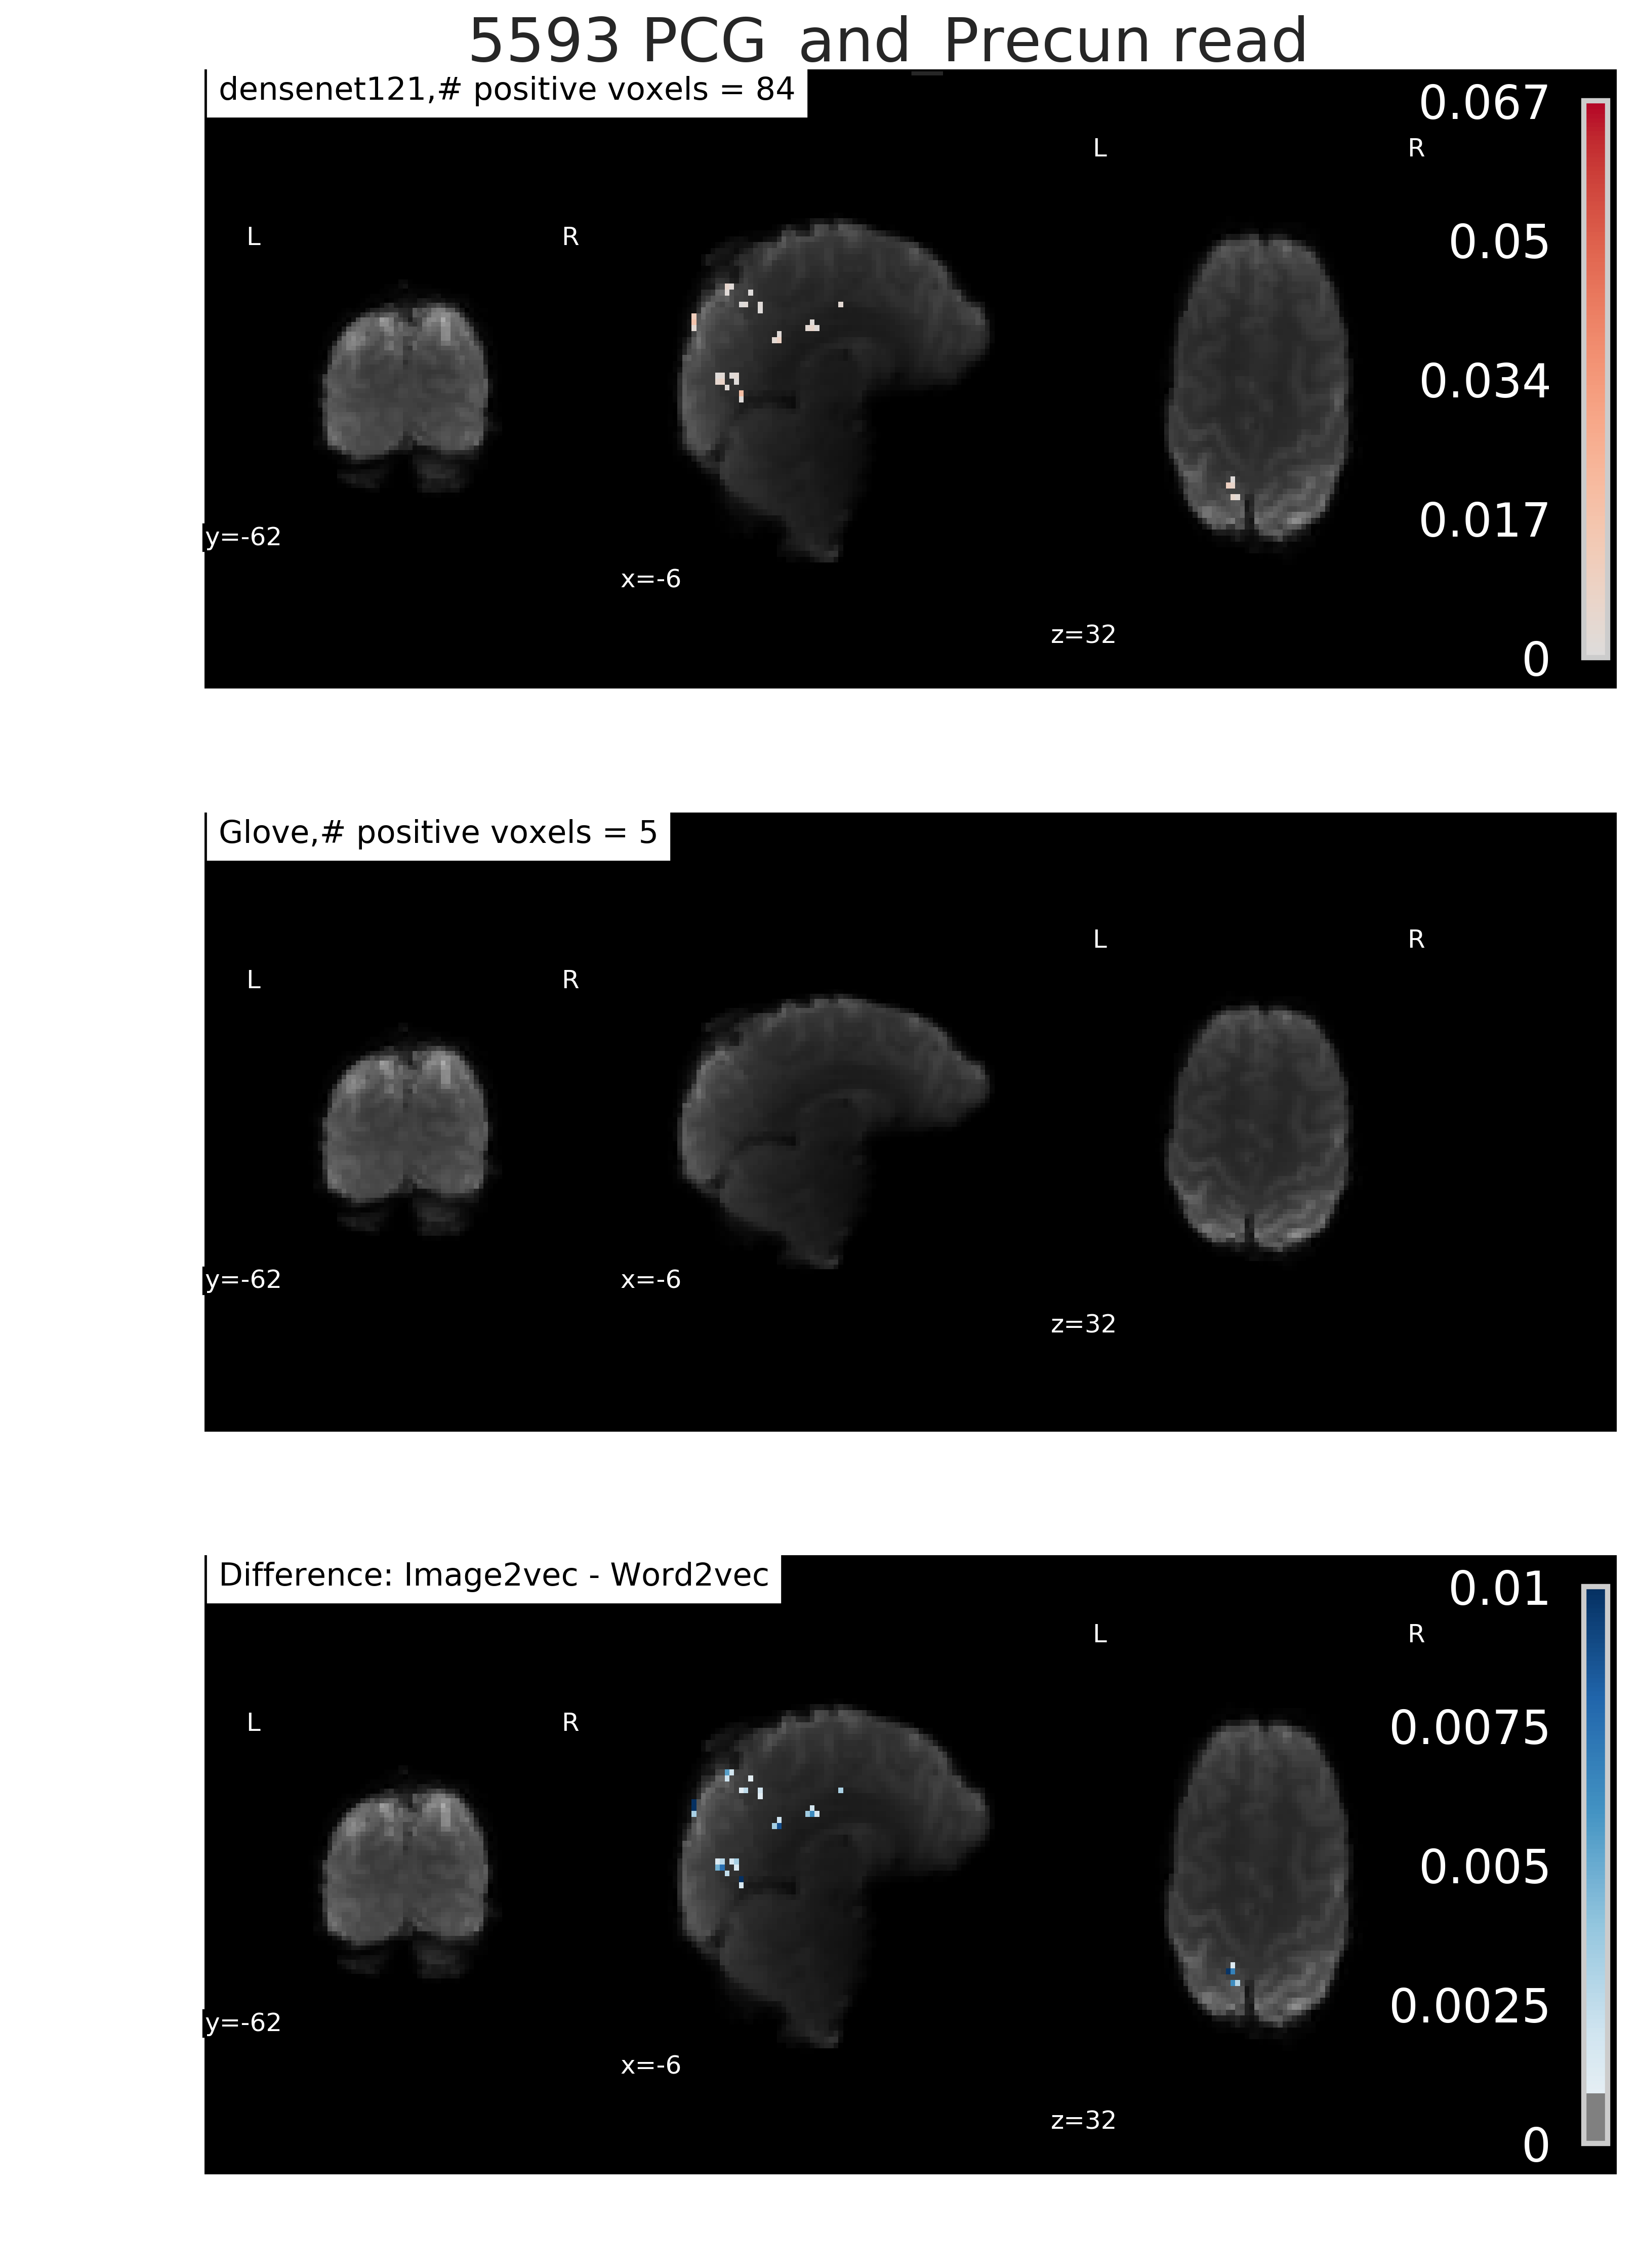 5593 PCG_and_Precun read
densenet121,# positive voxels = 84
0.067
L R
0.05
L R
0.034
0.017
y=-62
x=-6
z=32
0
Glove,# positive voxels = 5
L R
L R
y=-62
x=-6
z=32
Difference: Image2vec - Word2vec
0.01
L R
L R
0.0075
0.005
0.0025
y=-62
x=-6
z=32
0